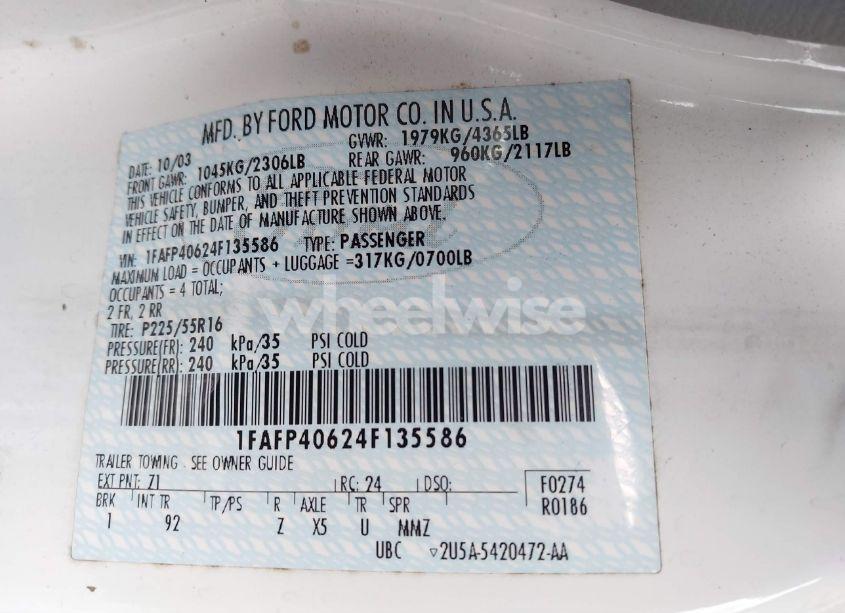 MFD. BY FORD MOTOR CO. IN U.S.A.
DATE: 10/03 GVWR: 1979KG/4365LB
FRONT GAWR: 1045KG/2306LB REAR GAWR: 960KG/2117LB
THIS VEHICLE CONFORMS TO ALL APPLICABLE FEDERAL MOTOR
VEHICLE SAFETY, BUMPER, AND THEFT PREVENTION STANDARDS
IN EFFECT ON THE DATE OF MANUFACTURE SHOWN ABOVE.
VIN: 1FAFP40624F135586 TYPE: PASSENGER
MAXIMUM LOAD = OCCUPANTS + LUGGAGE =317KG/0700LB
OCCUPANTS = 4 TOTAL;
2 FR, 2 RR
TIRE: P225/55R16
PRESSURE(FR): 240 kPa/35 PSI COLD
PRESSURE(RR): 240 kPa/35 PSI COLD
wheelwise
1FAFP40624F135586
TRAILER TOWING - SEE OWNER GUIDE
EXT PNT: Z1 RC: 24 DSO: F0274
BRK INT TR TP/PS R AXLE TR SPR R0186
1 92 Z X5 U MMZ
UBC ▽2U5A-5420472-AA